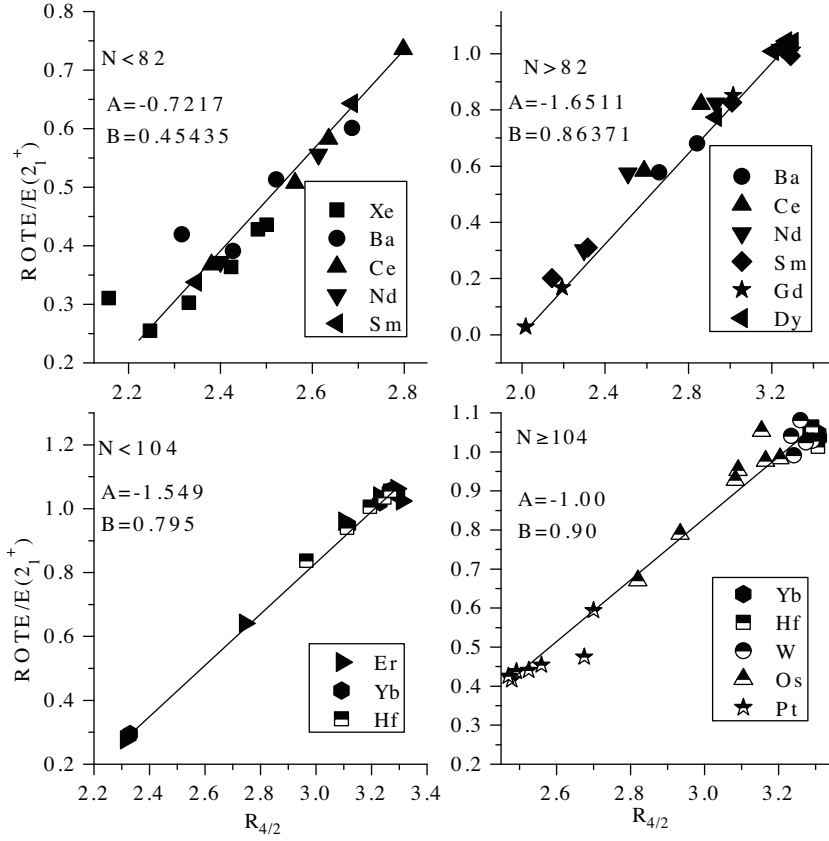 N<82
A=-0.7217
B=0.45435
Xe
Ba
Ce
Nd
Sm
0.8
0.7
0.6
0.5
0.4
0.3
0.2
2.2 2.4 2.6 2.8
ROTE/E(2₁⁺)
N>82
A=-1.6511
B=0.86371
Ba
Ce
Nd
Sm
Gd
Dy
1.0
0.8
0.6
0.4
0.2
0.0
2.0 2.4 2.8 3.2
N<104
A=-1.549
B=0.795
Er
Yb
Hf
1.2
1.0
0.8
0.6
0.4
0.2
2.2 2.4 2.6 2.8 3.0 3.2 3.4
ROTE/E(2₁⁺)
R₄/₂
N≥104
A=-1.00
B=0.90
Yb
Hf
W
Os
Pt
1.1
1.0
0.9
0.8
0.7
0.6
0.5
0.4
0.3
0.2
2.6 2.8 3.0 3.2
R₄/₂